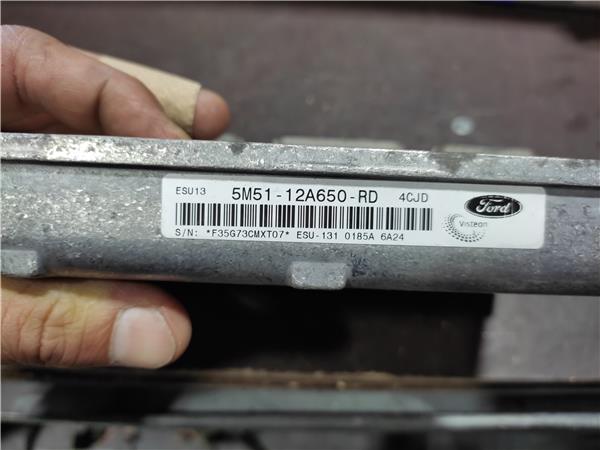 ESU13 5M51-12A650-RD 4CJD
Ford
Visteon
S/N: *F35G73CMXT07* ESU-131 0185A 6A24